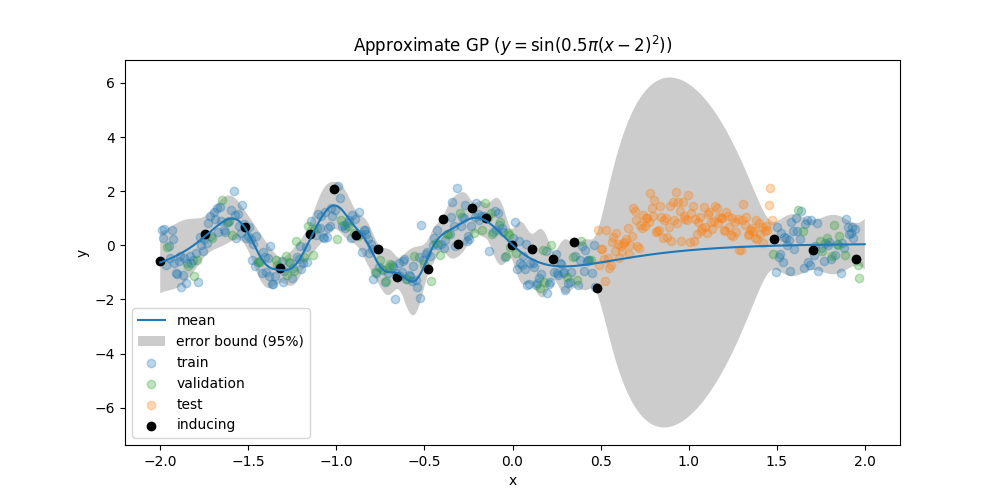 Approximate GP (y = sin(0.5π(x − 2)²))
y
6
4
2
0
−2
−4
−6
mean
error bound (95%)
train
validation
test
inducing
−2.0 −1.5 −1.0 −0.5 0.0 0.5 1.0 1.5 2.0
x